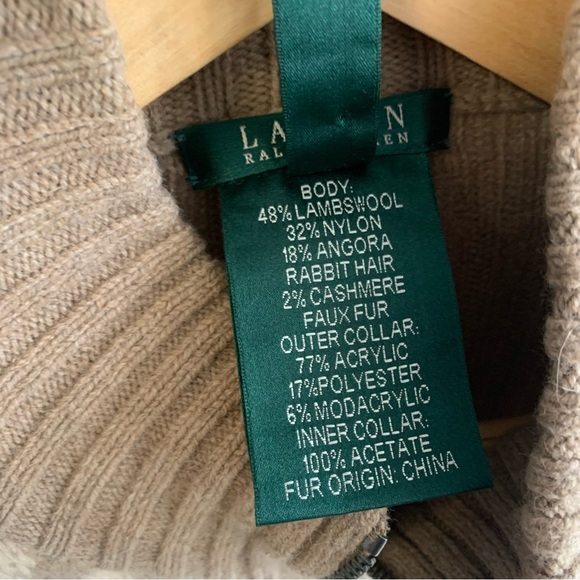 BODY:
48% LAMBSWOOL
32% NYLON
18% ANGORA
RABBIT HAIR
2% CASHMERE
FAUX FUR
OUTER COLLAR:
77% ACRYLIC
17%POLYESTER
6% MODACRYLIC
INNER COLLAR:
100% ACETATE
FUR ORIGIN: CHINA